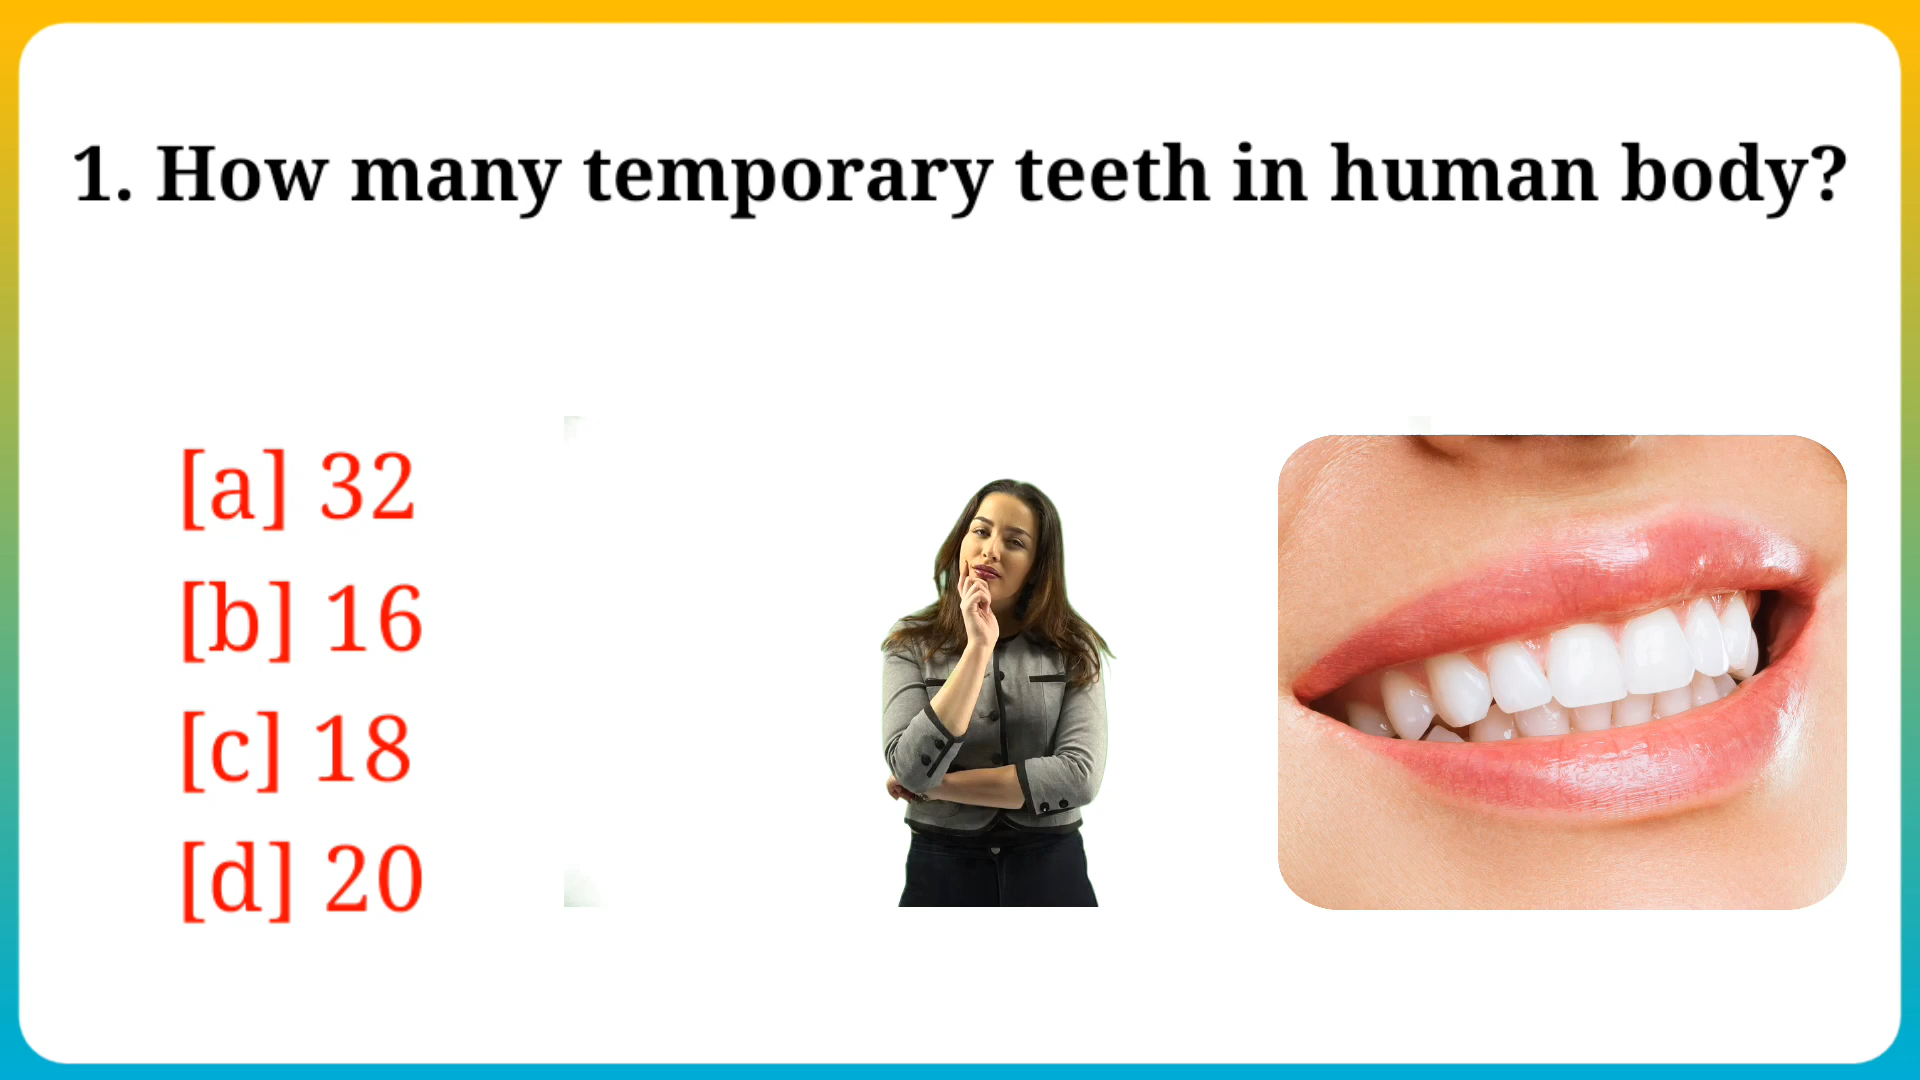 1. How many temporary teeth in human body?
[a] 32
[b] 16
[c] 18
[d] 20